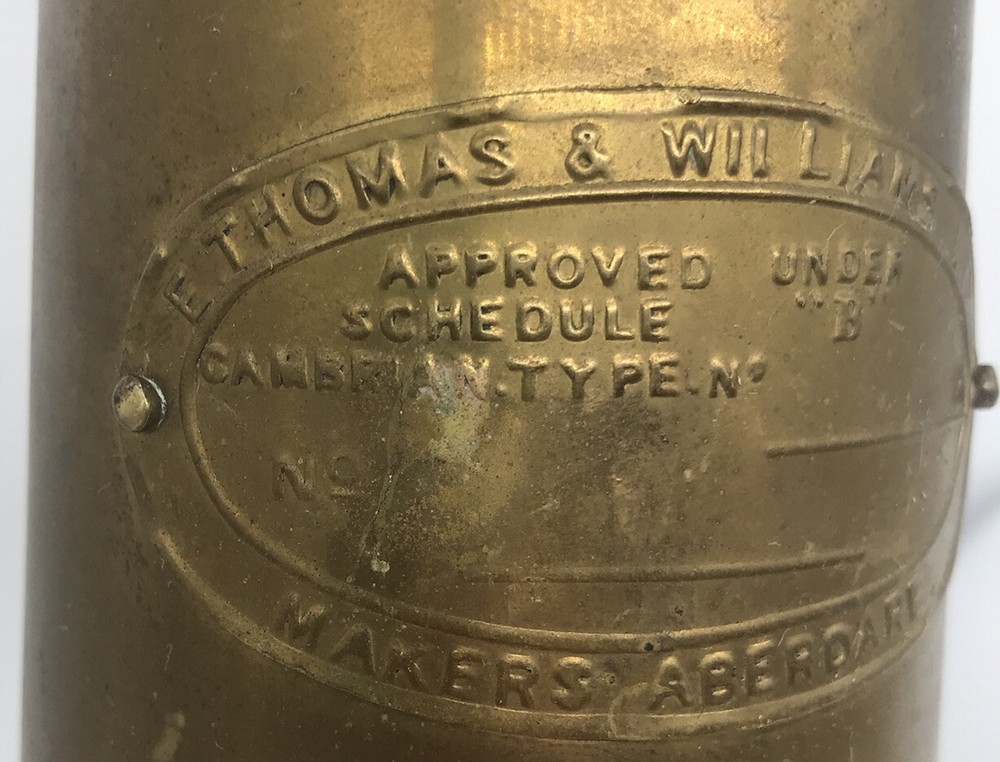 E. THOMAS & WILLIAMS
APPROVED UNDER
SCHEDULE "B"
CAMBRIAN.TYPE.Nº
Nº
MAKERS ABERDARE